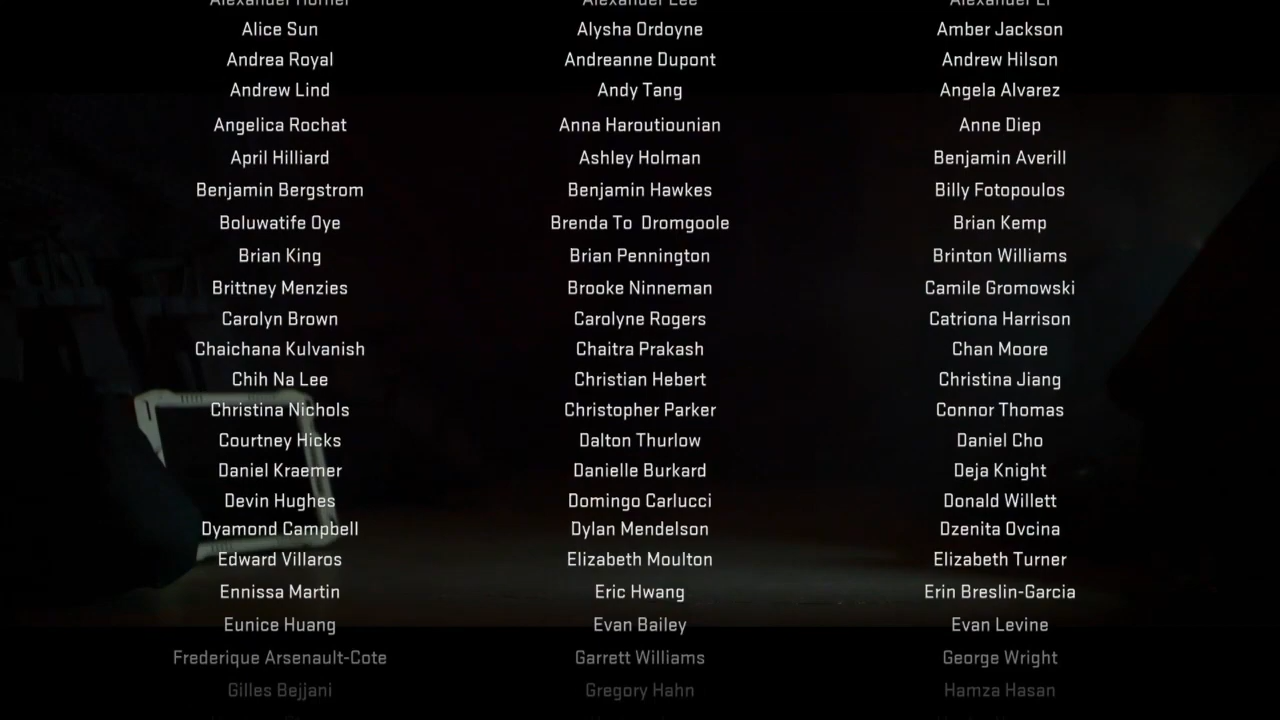 Alexander Horner Alexander Lee Alexander Li
Alice Sun Alysha Ordoyne Amber Jackson
Andrea Royal Andreanne Dupont Andrew Hilson
Andrew Lind Andy Tang Angela Alvarez
Angelica Rochat Anna Haroutiounian Anne Diep
April Hilliard Ashley Holman Benjamin Averill
Benjamin Bergstrom Benjamin Hawkes Billy Fotopoulos
Boluwatife Oye Brenda To Dromgoole Brian Kemp
Brian King Brian Pennington Brinton Williams
Brittney Menzies Brooke Ninneman Camile Gromowski
Carolyn Brown Carolyne Rogers Catriona Harrison
Chaichana Kulvanish Chaitra Prakash Chan Moore
Chih Na Lee Christian Hebert Christina Jiang
Christina Nichols Christopher Parker Connor Thomas
Courtney Hicks Dalton Thurlow Daniel Cho
Daniel Kraemer Danielle Burkard Deja Knight
Devin Hughes Domingo Carlucci Donald Willett
Dyamond Campbell Dylan Mendelson Dzenita Ovcina
Edward Villaros Elizabeth Moulton Elizabeth Turner
Ennissa Martin Eric Hwang Erin Breslin-Garcia
Eunice Huang Evan Bailey Evan Levine
Frederique Arsenault-Cote Garrett Williams George Wright
Gilles Bejjani Gregory Hahn Hamza Hasan